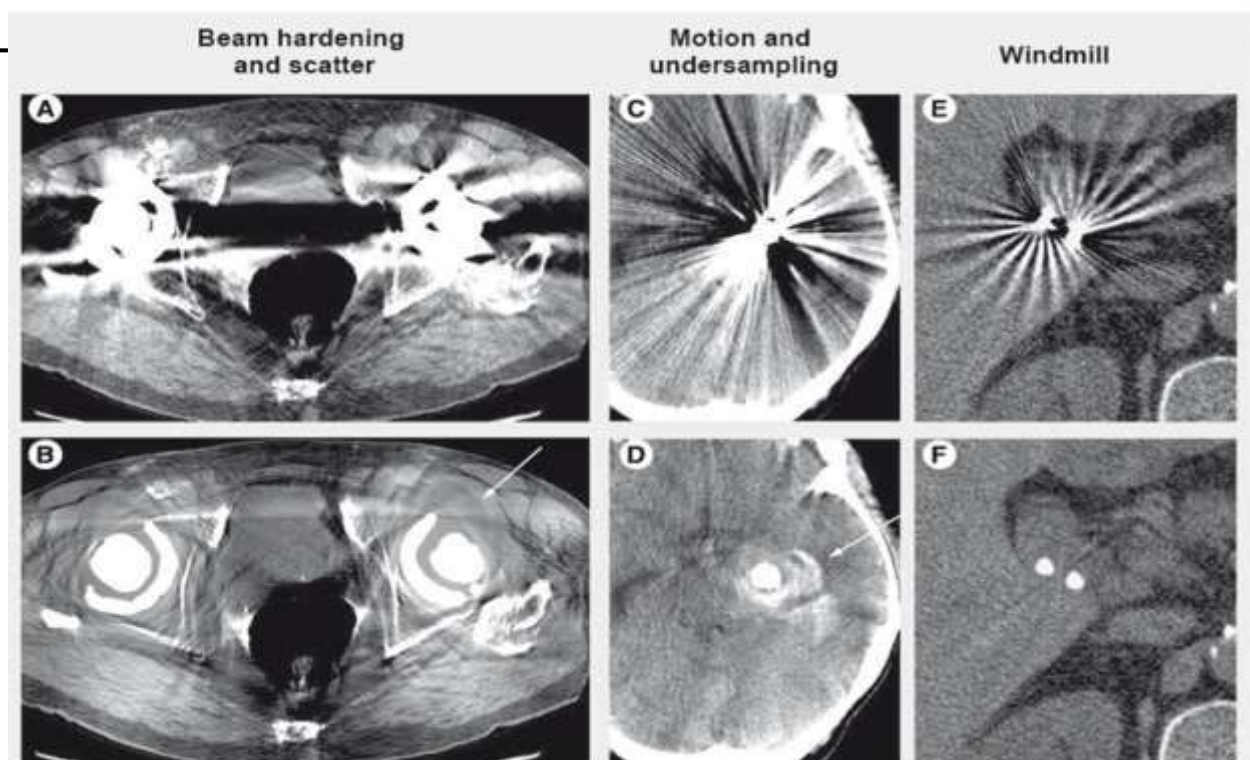 Beam hardening
and scatter
Motion and
undersampling
Windmill
A
C
E
B
D
F